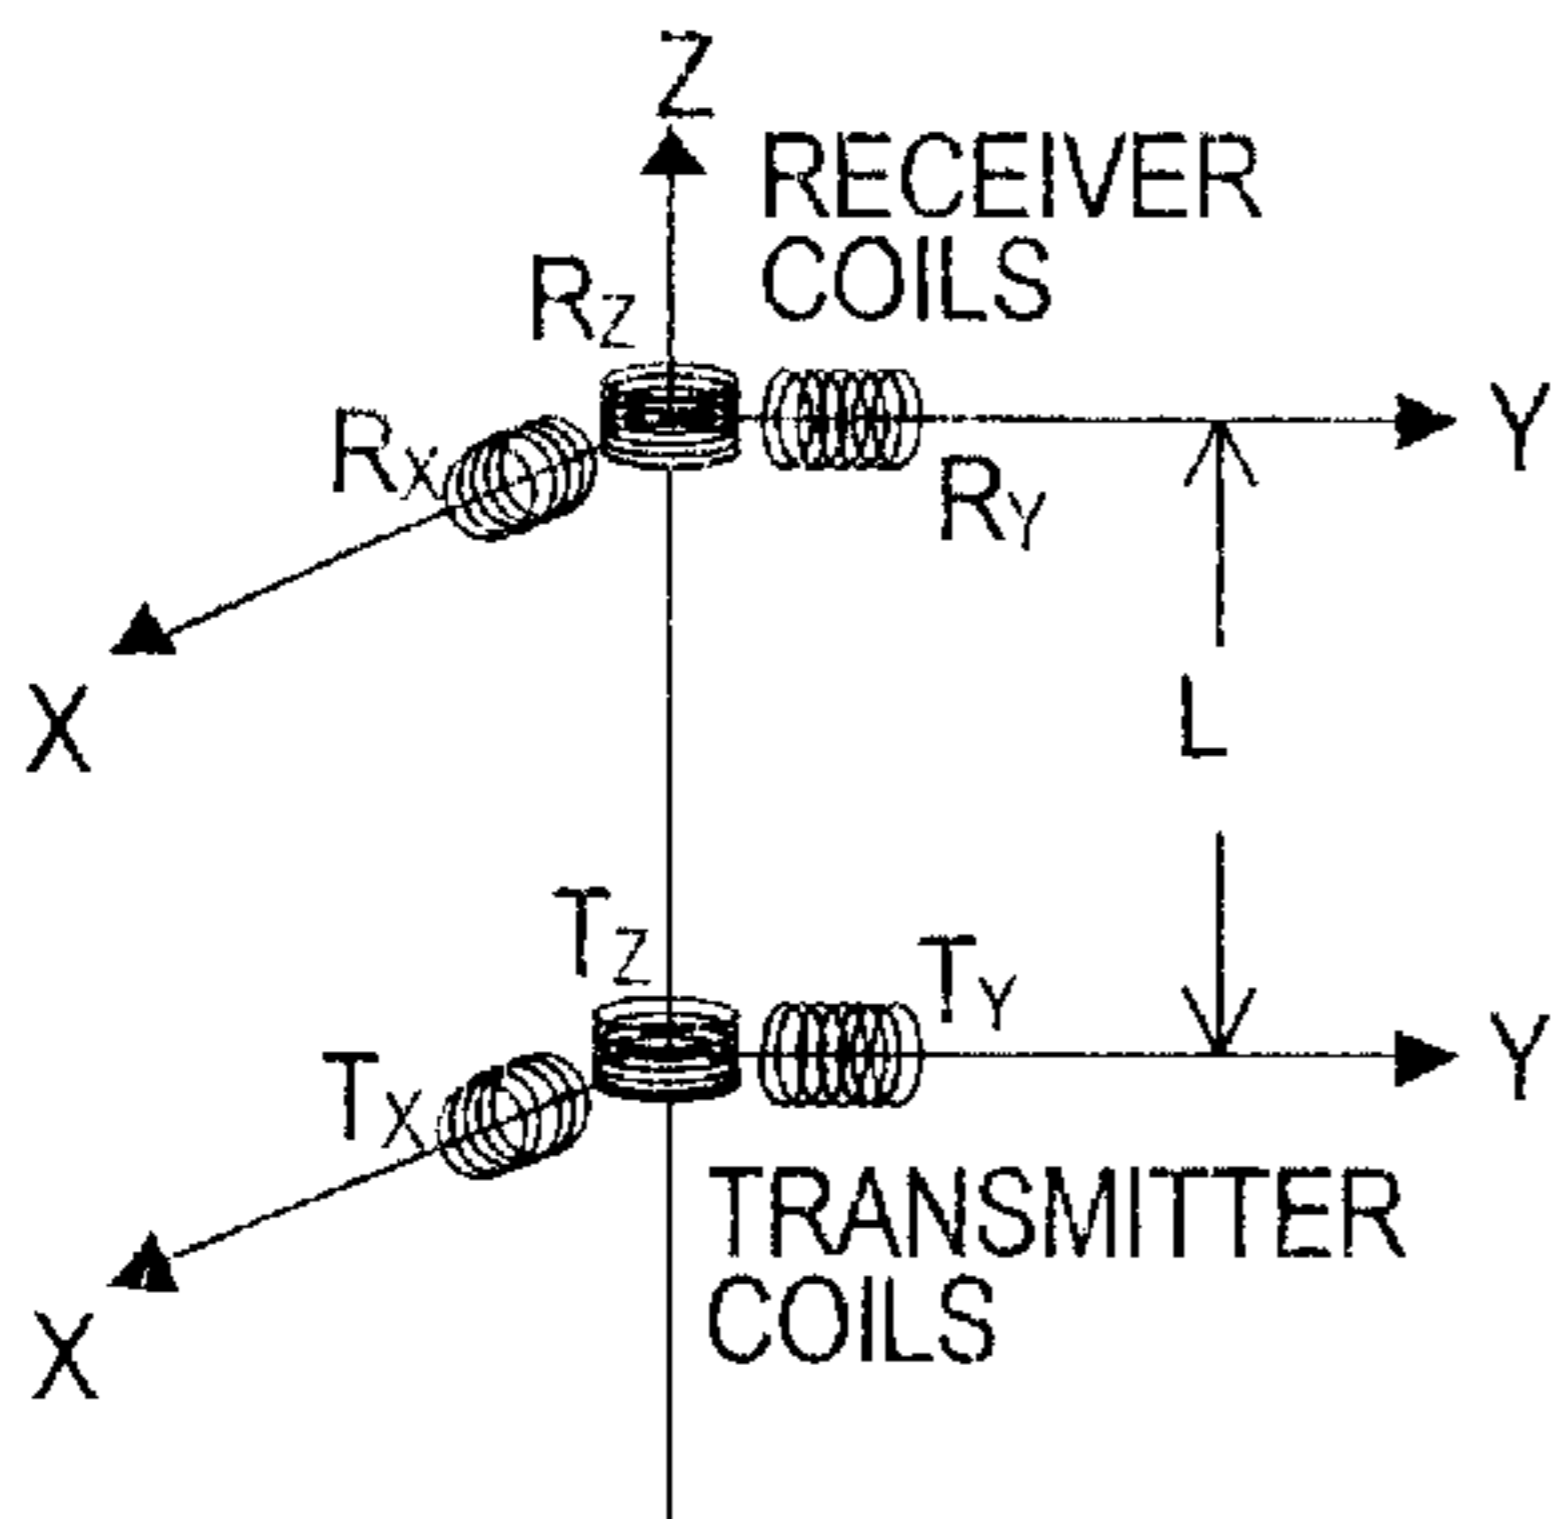 Z
RECEIVER
COILS
RZ
RX
Y
RY
X
L
TZ
TY
TX
Y
TRANSMITTER
COILS
X